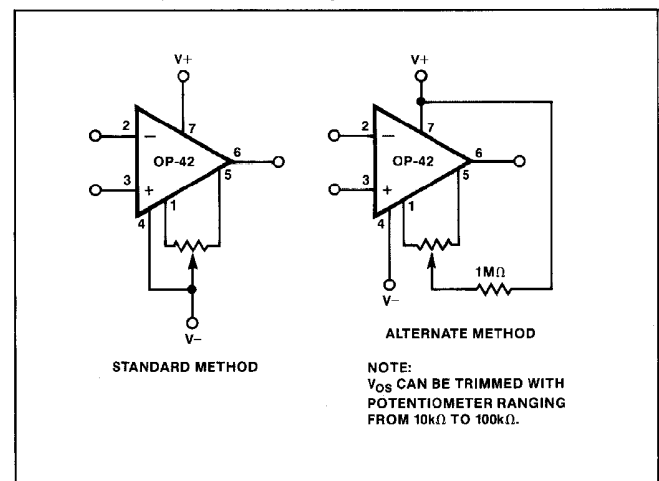 V+
7
2
−
OP-42
6
3
+
5
1
4
V−
STANDARD METHOD
V+
7
2
−
OP-42
6
3
+
5
1
4
1MΩ
V−
ALTERNATE METHOD
NOTE:
VOS CAN BE TRIMMED WITH
POTENTIOMETER RANGING
FROM 10kΩ TO 100kΩ.